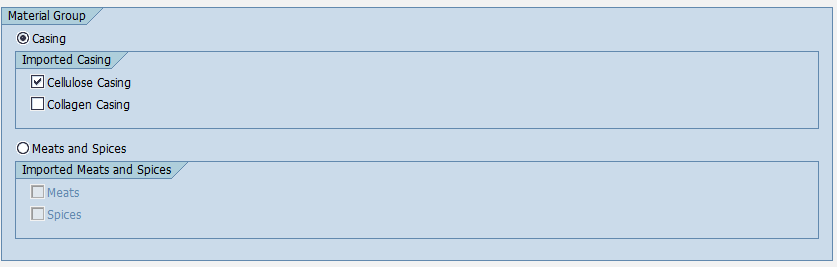 Material Group
Casing
Imported Casing
Cellulose Casing
Collagen Casing
Meats and Spices
Imported Meats and Spices
Meats
Spices